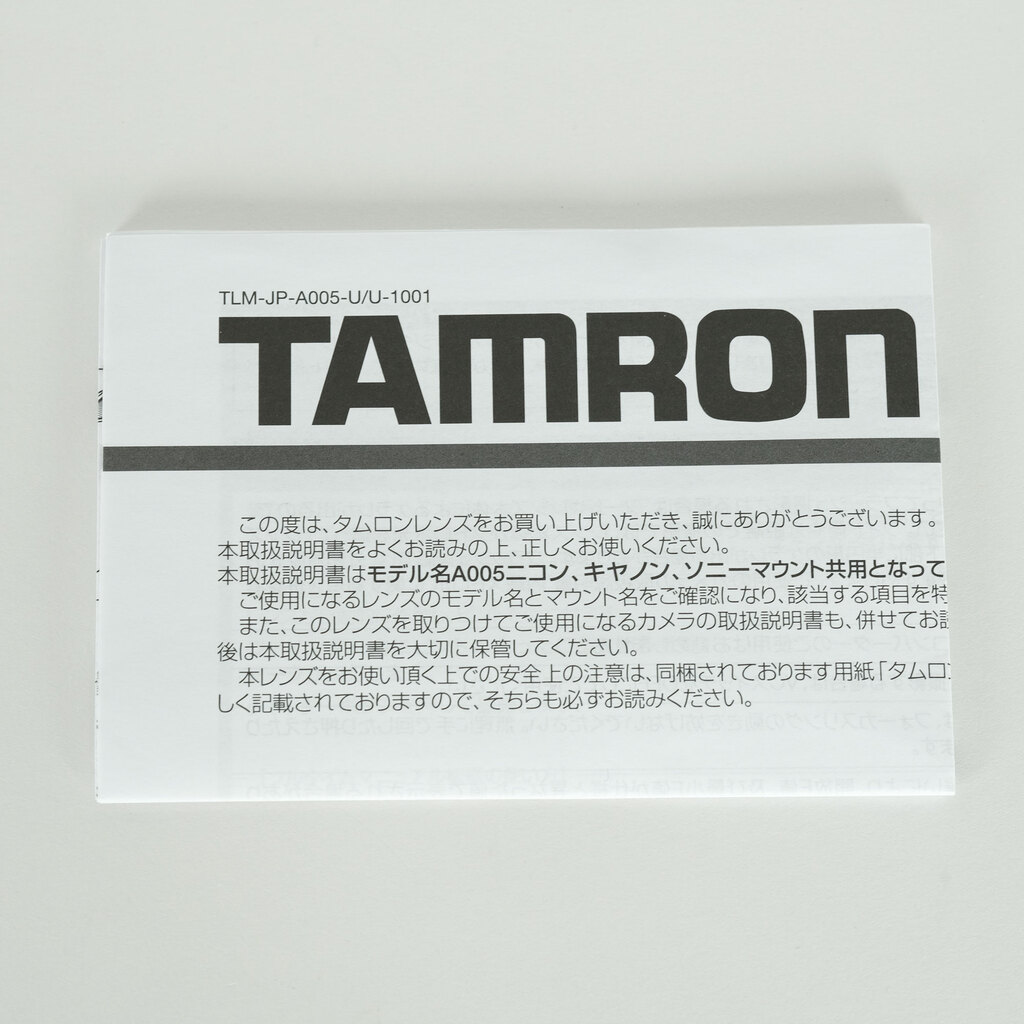 TLM-JP-A005-U/U-1001
TAMRON
この度は、タムロンレンズをお買い上げいただき、誠にありがとうございます。
本取扱説明書をよくお読みの上、正しくお使いください。
本取扱説明書はモデル名A005ニコン、キヤノン、ソニーマウント共用となって
ご使用になるレンズのモデル名とマウント名をご確認になり、該当する項目を特
また、このレンズを取りつけてご使用になるカメラの取扱説明書も、併せてお
後は本取扱説明書を大切に保管してください。
本レンズをお使い頂く上での安全上の注意は、同梱されております用紙「タムロ
しく記載されておりますので、そちらも必ずお読みください。